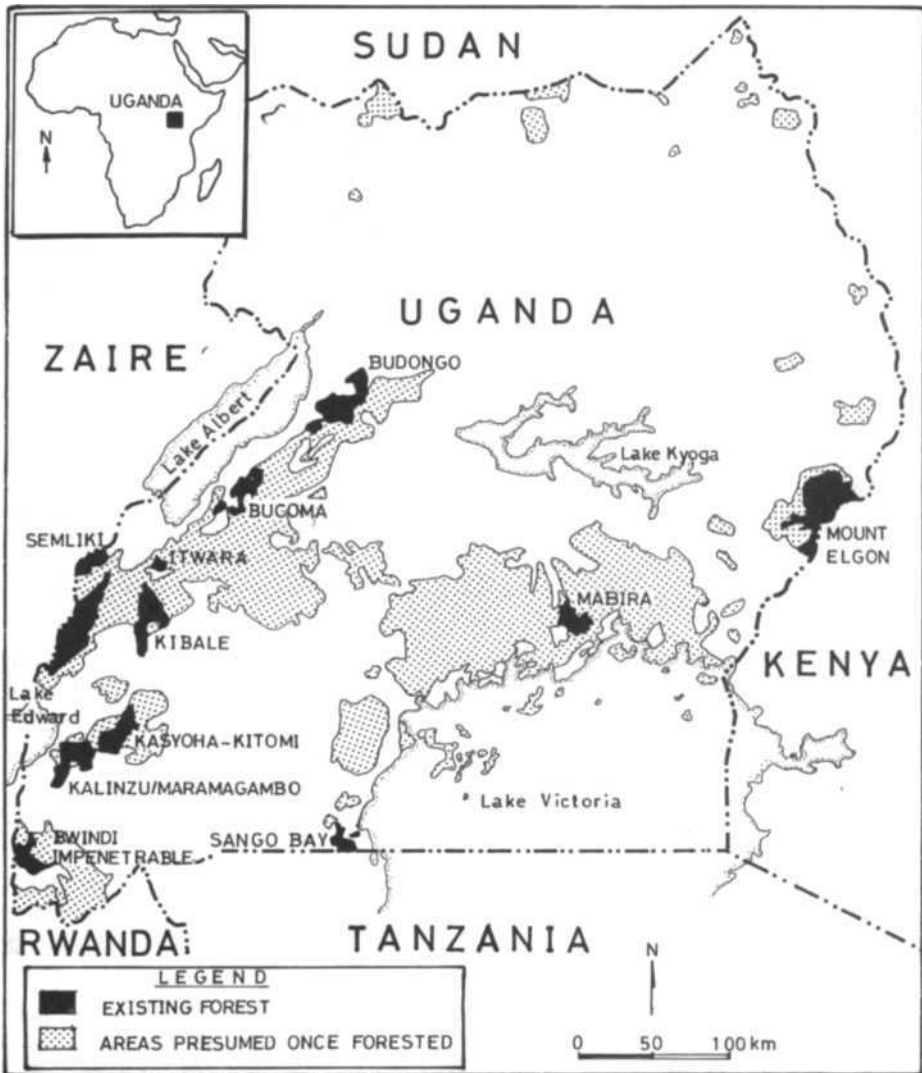 SUDAN
UGANDA
N
UGANDA
ZAIRE
BUDONGO
Lake Albert
Lake Kyoga
BUGOMA
SEMLIKI
MOUNT
ELGON
ITWARA
MABIRA
KIBALE
KENYA
Lake
Edward
KASYOHA-KITOMI
KALINZU/MARAMAGAMBO
Lake Victoria
SANGO BAY
BWINDI
IMPENETRABLE
RWANDA
TANZANIA
N
LEGEND
EXISTING FOREST
AREAS PRESUMED ONCE FORESTED
0 50 100 km